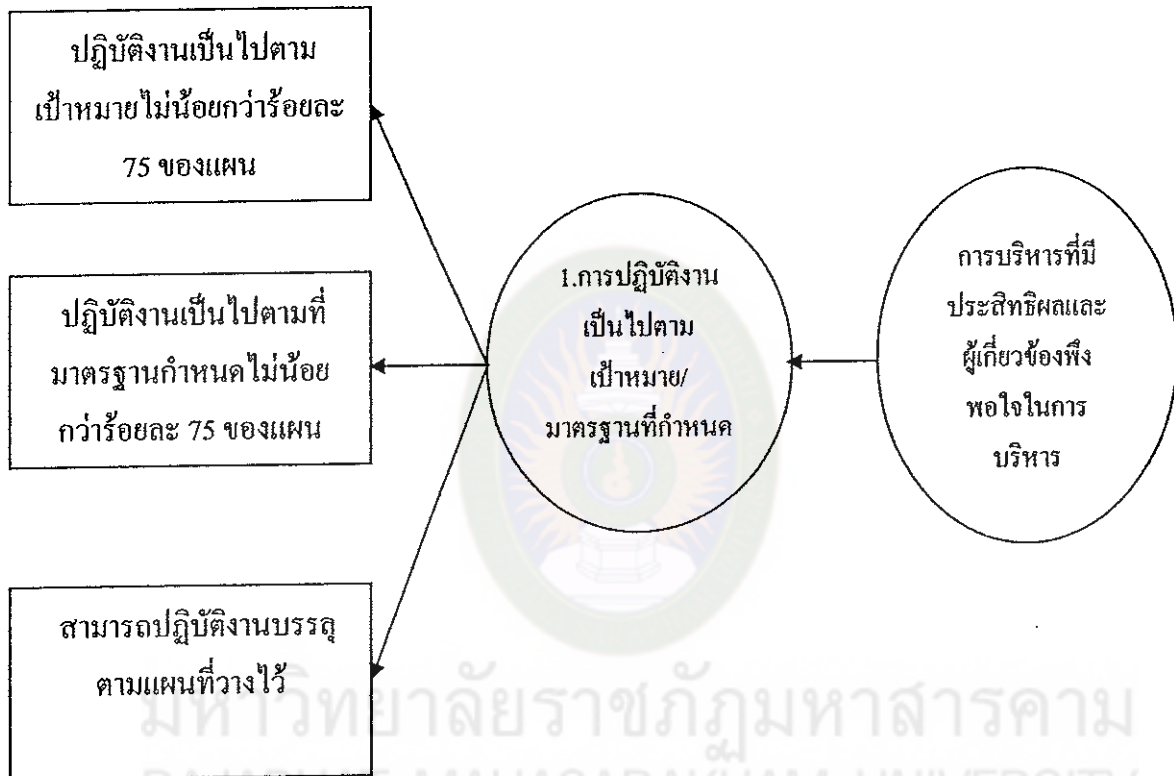 ปฏิบัติงานเป็นไปตาม
เป้าหมายไม่น้อยกว่าร้อยละ
75 ของแผน
ปฏิบัติงานเป็นไปตามที่
มาตรฐานกำหนดไม่น้อย
กว่าร้อยละ 75 ของแผน
สามารถปฏิบัติงานบรรลุ
ตามแผนที่วางไว้
1.การปฏิบัติงาน
เป็นไปตาม
เป้าหมาย/
มาตรฐานที่กำหนด
การบริหารที่มี
ประสิทธิผลและ
ผู้เกี่ยวข้องพึง
พอใจในการ
บริหาร
มหาวิทยาลัยราชภัฏมหาสารคาม